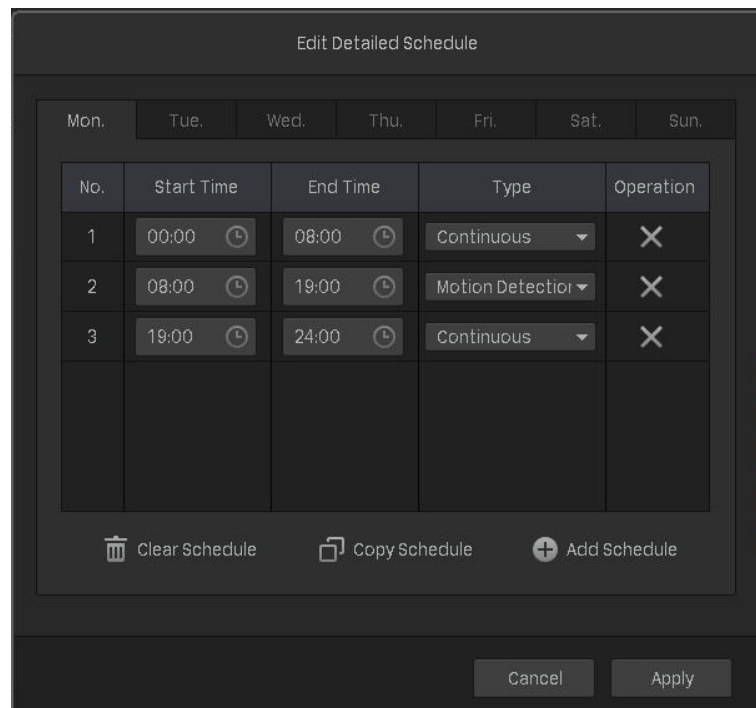 Edit Detailed Schedule
Mon. Tue. Wed. Thu. Fri. Sat. Sun.
No. Start Time End Time Type Operation
1 00:00 08:00 Continuous
2 08:00 19:00 Motion Detection
3 19:00 24:00 Continuous
Clear Schedule Copy Schedule Add Schedule
Cancel Apply